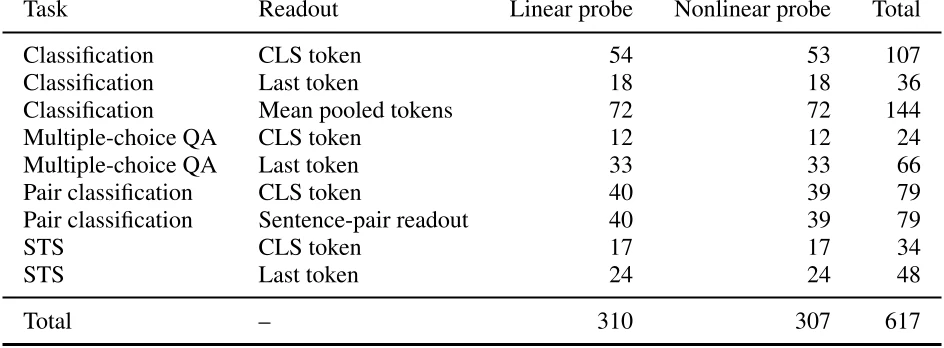 Task Readout Linear probe Nonlinear probe Total
Classification CLS token 54 53 107
Classification Last token 18 18 36
Classification Mean pooled tokens 72 72 144
Multiple-choice QA CLS token 12 12 24
Multiple-choice QA Last token 33 33 66
Pair classification CLS token 40 39 79
Pair classification Sentence-pair readout 40 39 79
STS CLS token 17 17 34
STS Last token 24 24 48
Total – 310 307 617